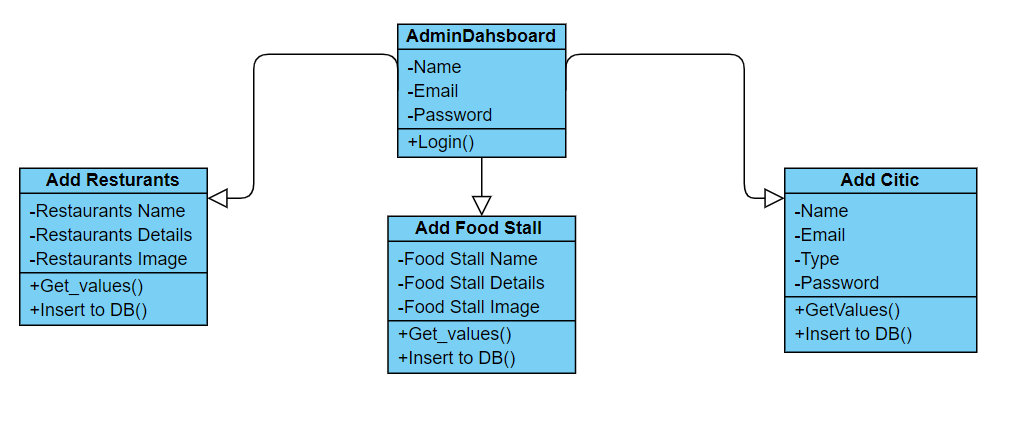 AdminDahsboard
-Name
-Email
-Password
+Login()
Add Resturants
-Restaurants Name
-Restaurants Details
-Restaurants Image
+Get_values()
+Insert to DB()
Add Food Stall
-Food Stall Name
-Food Stall Details
-Food Stall Image
+Get_values()
+Insert to DB()
Add Citic
-Name
-Email
-Type
-Password
+GetValues()
+Insert to DB()